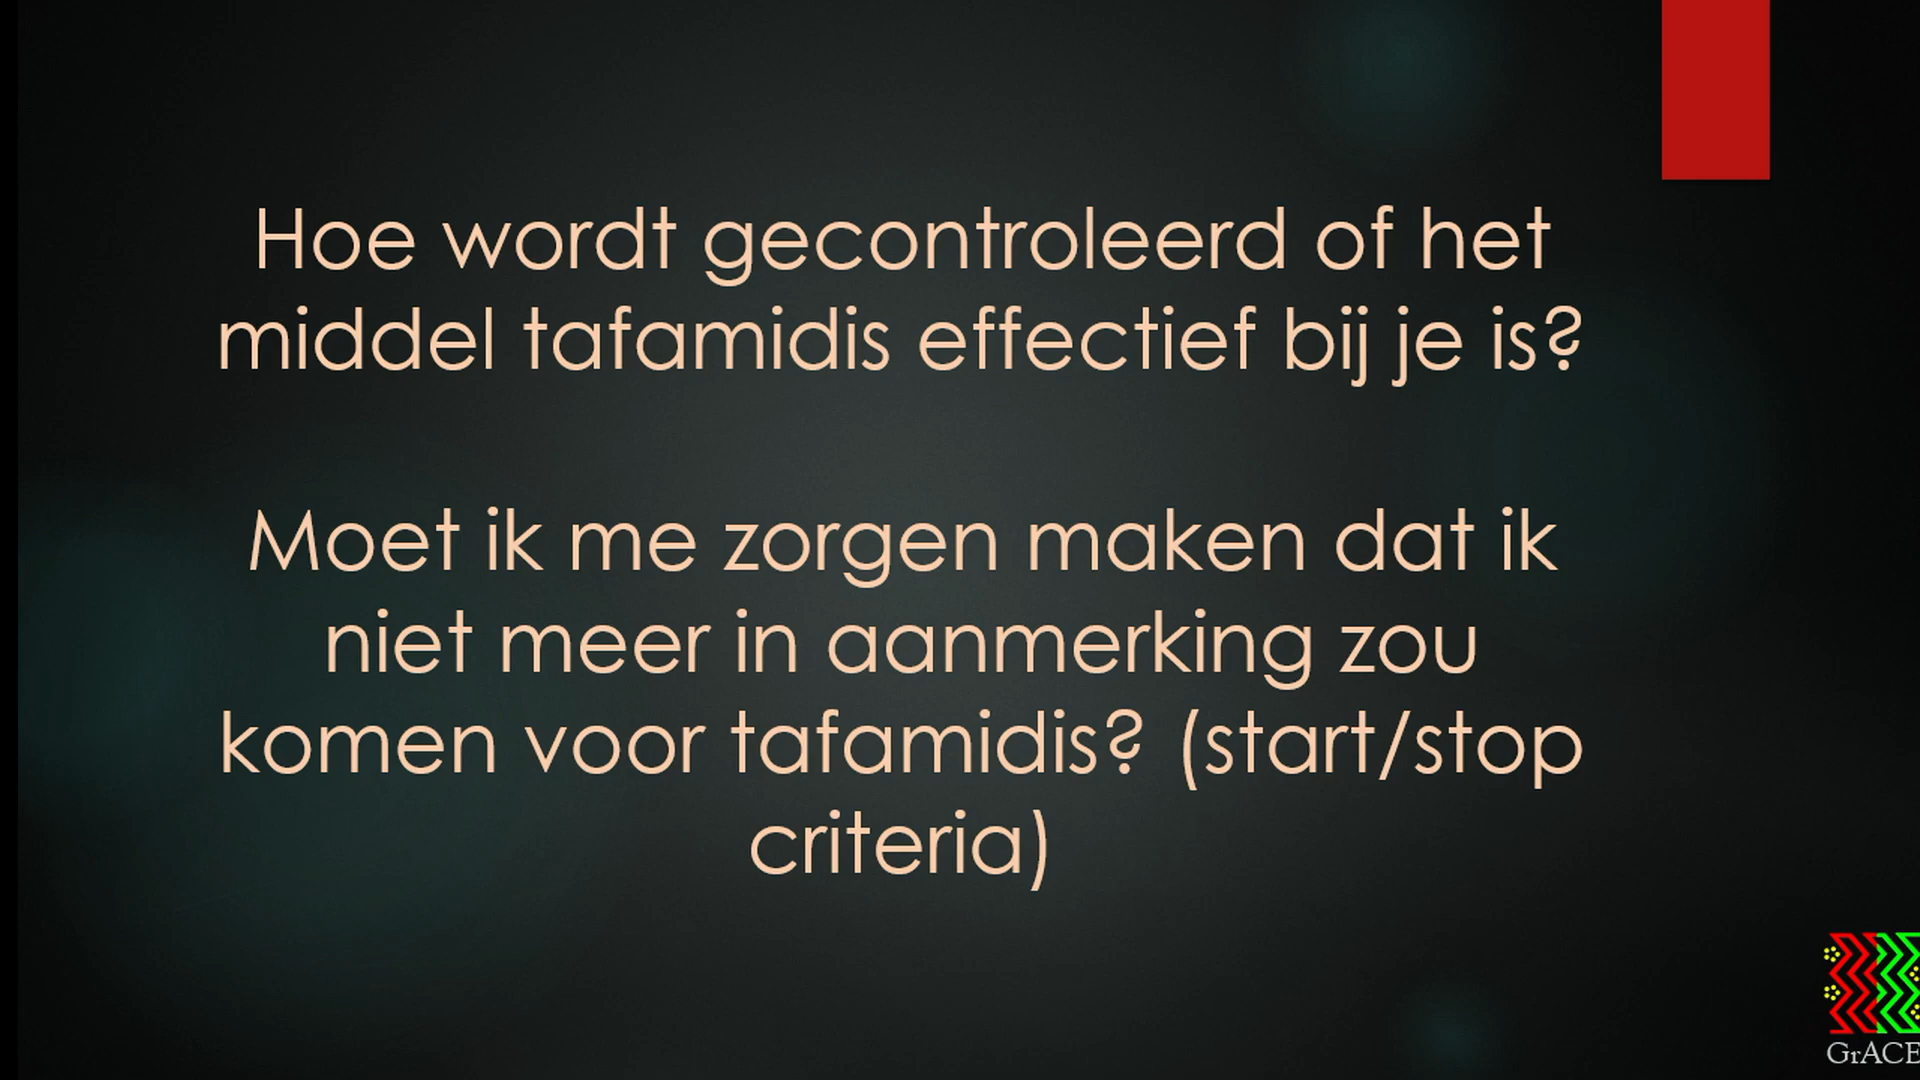 Hoe wordt gecontroleerd of het
middel tafamidis effectief bij je is?
Moet ik me zorgen maken dat ik
niet meer in aanmerking zou
komen voor tafamidis? (start/stop
criteria)
GrACE